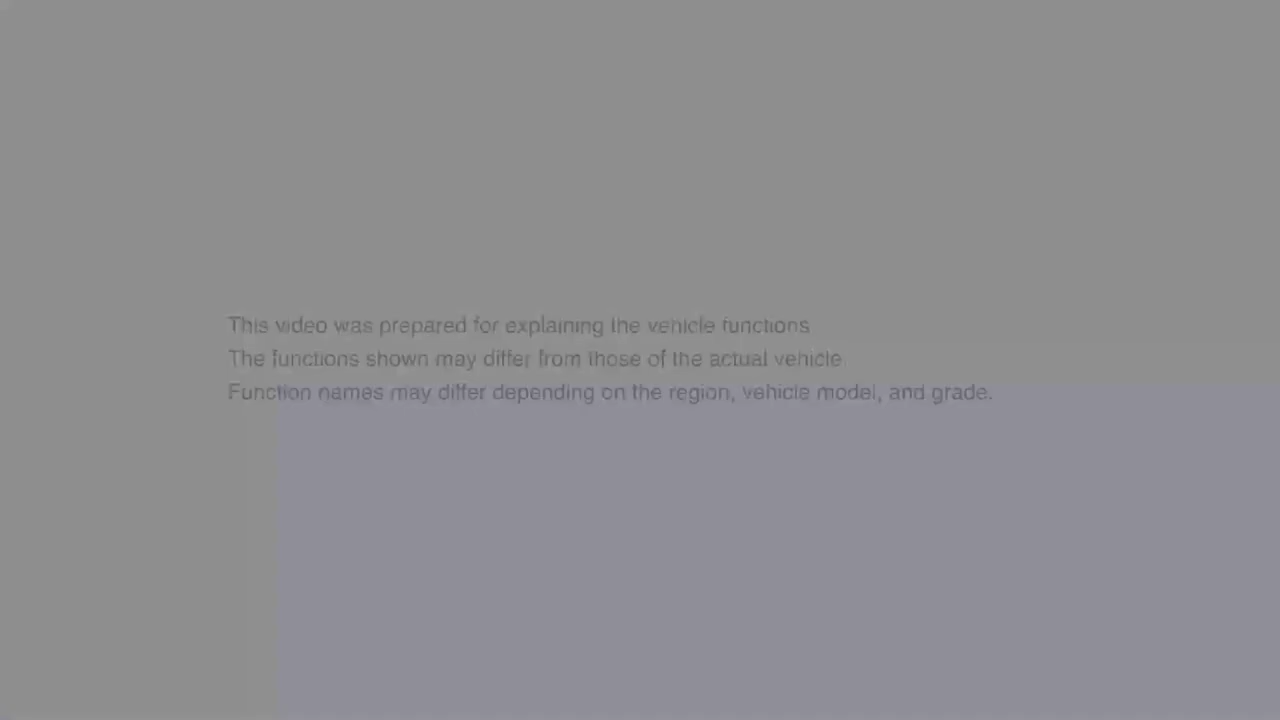 This video was prepared for explaining the vehicle functions.
The functions shown may differ from those of the actual vehicle.
Function names may differ depending on the region, vehicle model, and grade.